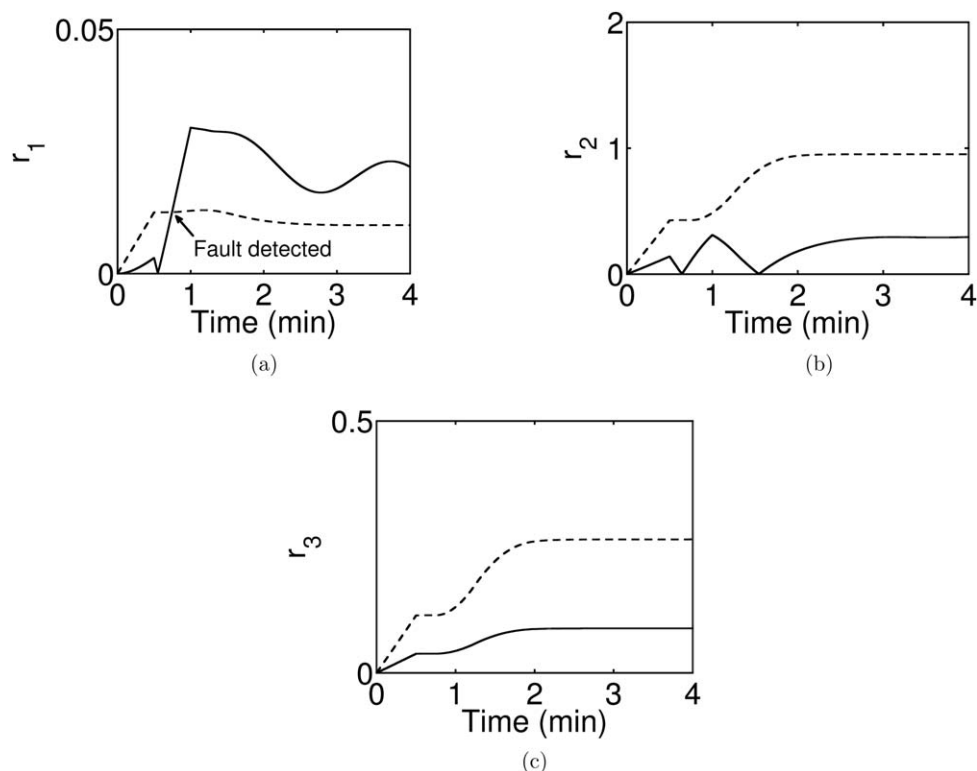 0.05
r1
0
Fault detected
0 1 2 3 4
Time (min)
(a)
2
r2
1
0
0 1 2 3 4
Time (min)
(b)
0.5
r3
0
0 1 2 3 4
Time (min)
(c)